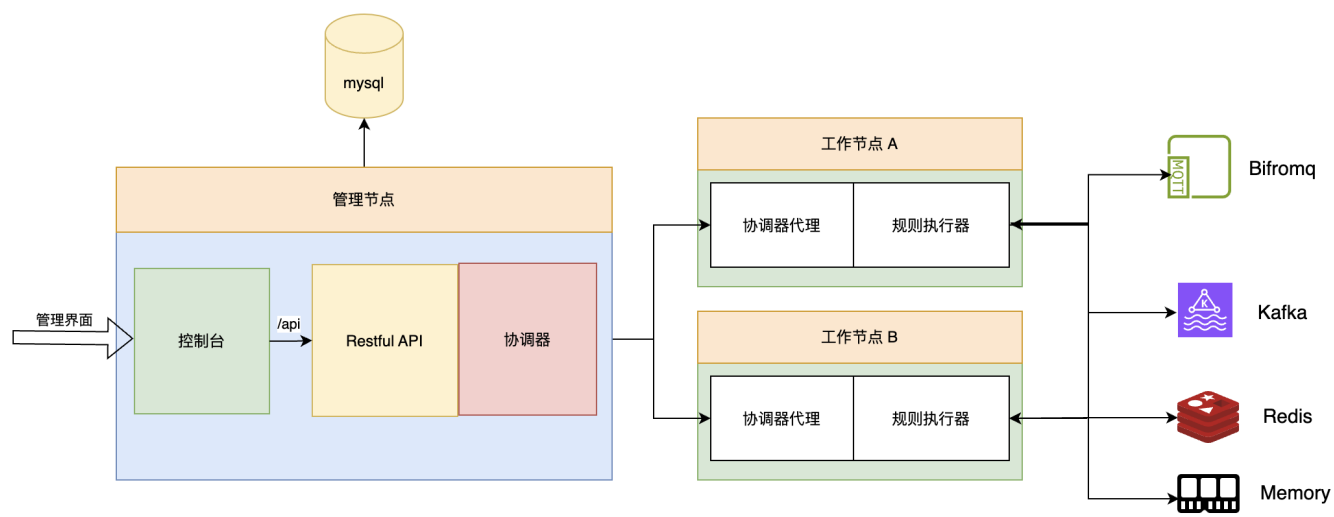 mysql
管理节点
管理界面
控制台
/api
Restful API
协调器
工作节点 A
协调器代理
规则执行器
工作节点 B
协调器代理
规则执行器
MQTT
Bifromq
K
Kafka
Redis
Memory